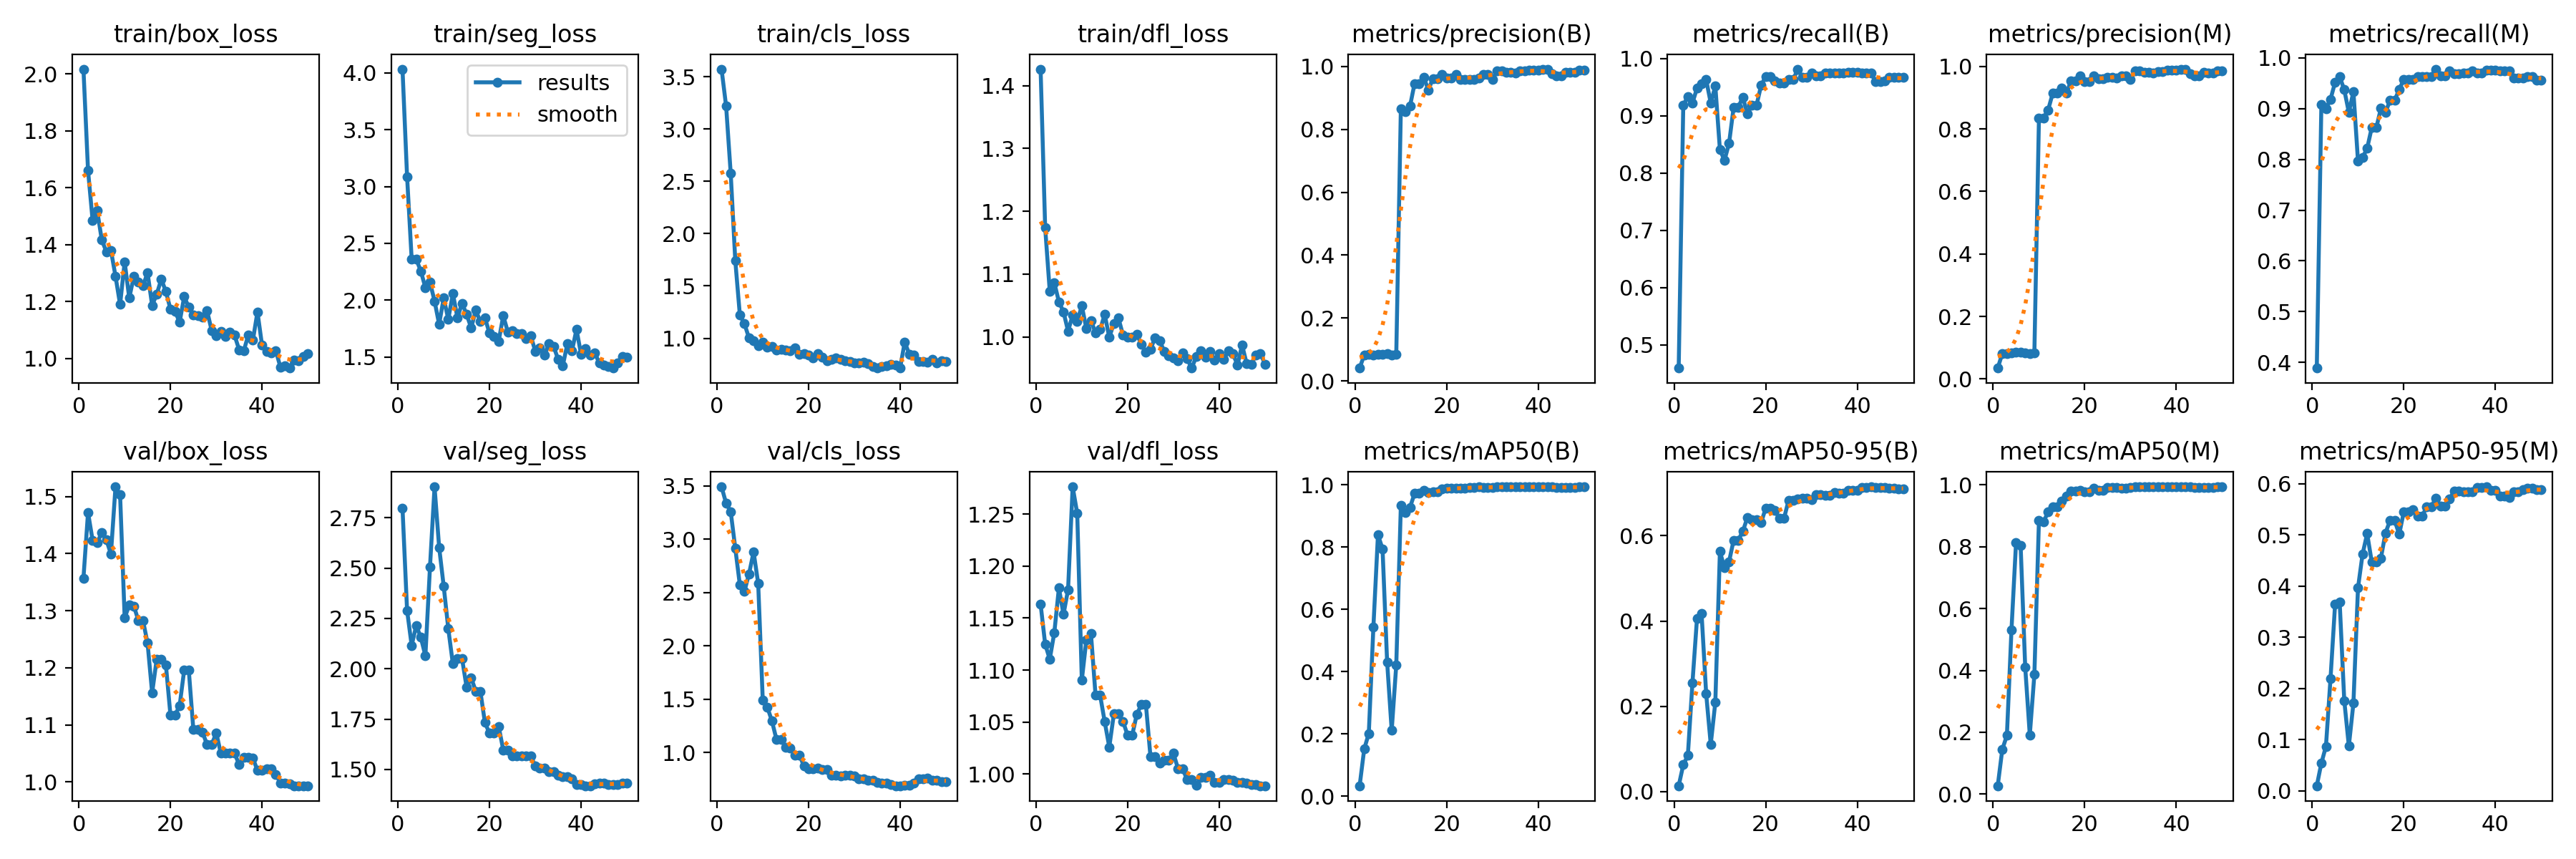 train/box_loss
train/seg_loss
train/cls_loss
train/dfl_loss
metrics/precision(B)
metrics/recall(B)
metrics/precision(M)
metrics/recall(M)
2.0
1.8
1.6
1.4
1.2
1.0
0 20 40
results
smooth
4.0
3.5
3.0
2.5
2.0
1.5
0 20 40
3.5
3.0
2.5
2.0
1.5
1.0
0 20 40
1.4
1.3
1.2
1.1
1.0
0 20 40
1.0
0.8
0.6
0.4
0.2
0.0
0 20 40
1.0
0.9
0.8
0.7
0.6
0.5
0 20 40
1.0
0.8
0.6
0.4
0.2
0.0
0 20 40
1.0
0.9
0.8
0.7
0.6
0.5
0.4
0 20 40
val/box_loss
val/seg_loss
val/cls_loss
val/dfl_loss
metrics/mAP50(B)
metrics/mAP50-95(B)
metrics/mAP50(M)
metrics/mAP50-95(M)
1.5
1.4
1.3
1.2
1.1
1.0
0 20 40
2.75
2.50
2.25
2.00
1.75
1.50
0 20 40
3.5
3.0
2.5
2.0
1.5
1.0
0 20 40
1.25
1.20
1.15
1.10
1.05
1.00
0 20 40
1.0
0.8
0.6
0.4
0.2
0.0
0 20 40
0.6
0.4
0.2
0.0
0 20 40
1.0
0.8
0.6
0.4
0.2
0.0
0 20 40
0.6
0.5
0.4
0.3
0.2
0.1
0.0
0 20 40